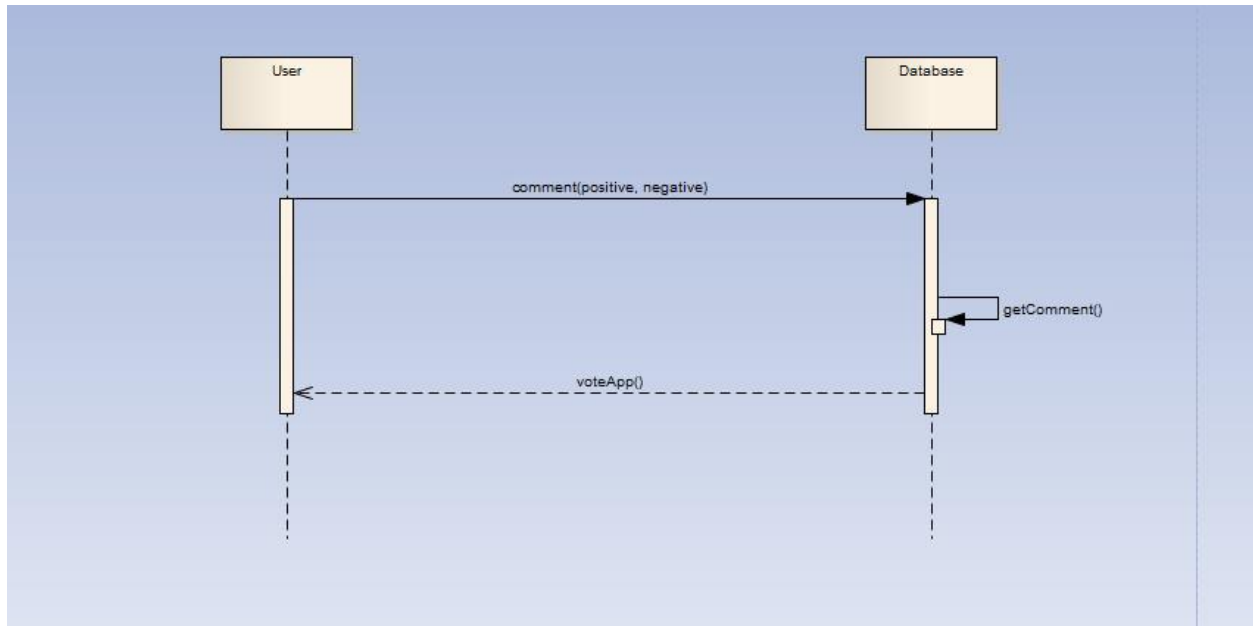 User
Database
comment(positive, negative)
getComment()
voteApp()